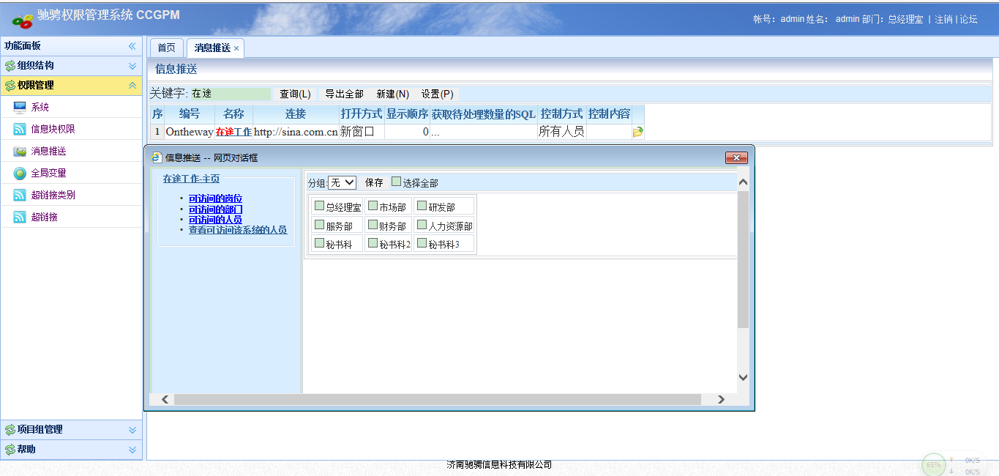 驰骋权限管理系统 CCGPM
帐号: admin 姓名: admin 部门: 总经理室 | 注销 | 论坛
功能面板
组织结构
权限管理
系统
信息块权限
消息推送
全局变量
超链接类别
超链接
项目组管理
帮助
首页 消息推送 ×
信息推送
关键字: 在途 查询(L) 导出全部 新建(N) 设置(P)
序 编号 名称 连接 打开方式 显示顺序 获取待处理数量的SQL 控制方式 控制内容
1 Ontheway 在途工作 http://sina.com.cn 新窗口 0 ... 所有人员
信息推送 -- 网页对话框
在途工作-主页
• 可访问的岗位
• 可访问的部门
• 可访问的人员
• 查看可访问该系统的人员
分组: 无 保存 选择全部
总经理室 市场部 研发部
服务部 财务部 人力资源部
秘书科 秘书科2 秘书科3
济南驰骋信息科技有限公司
65% 0K/S
0K/S